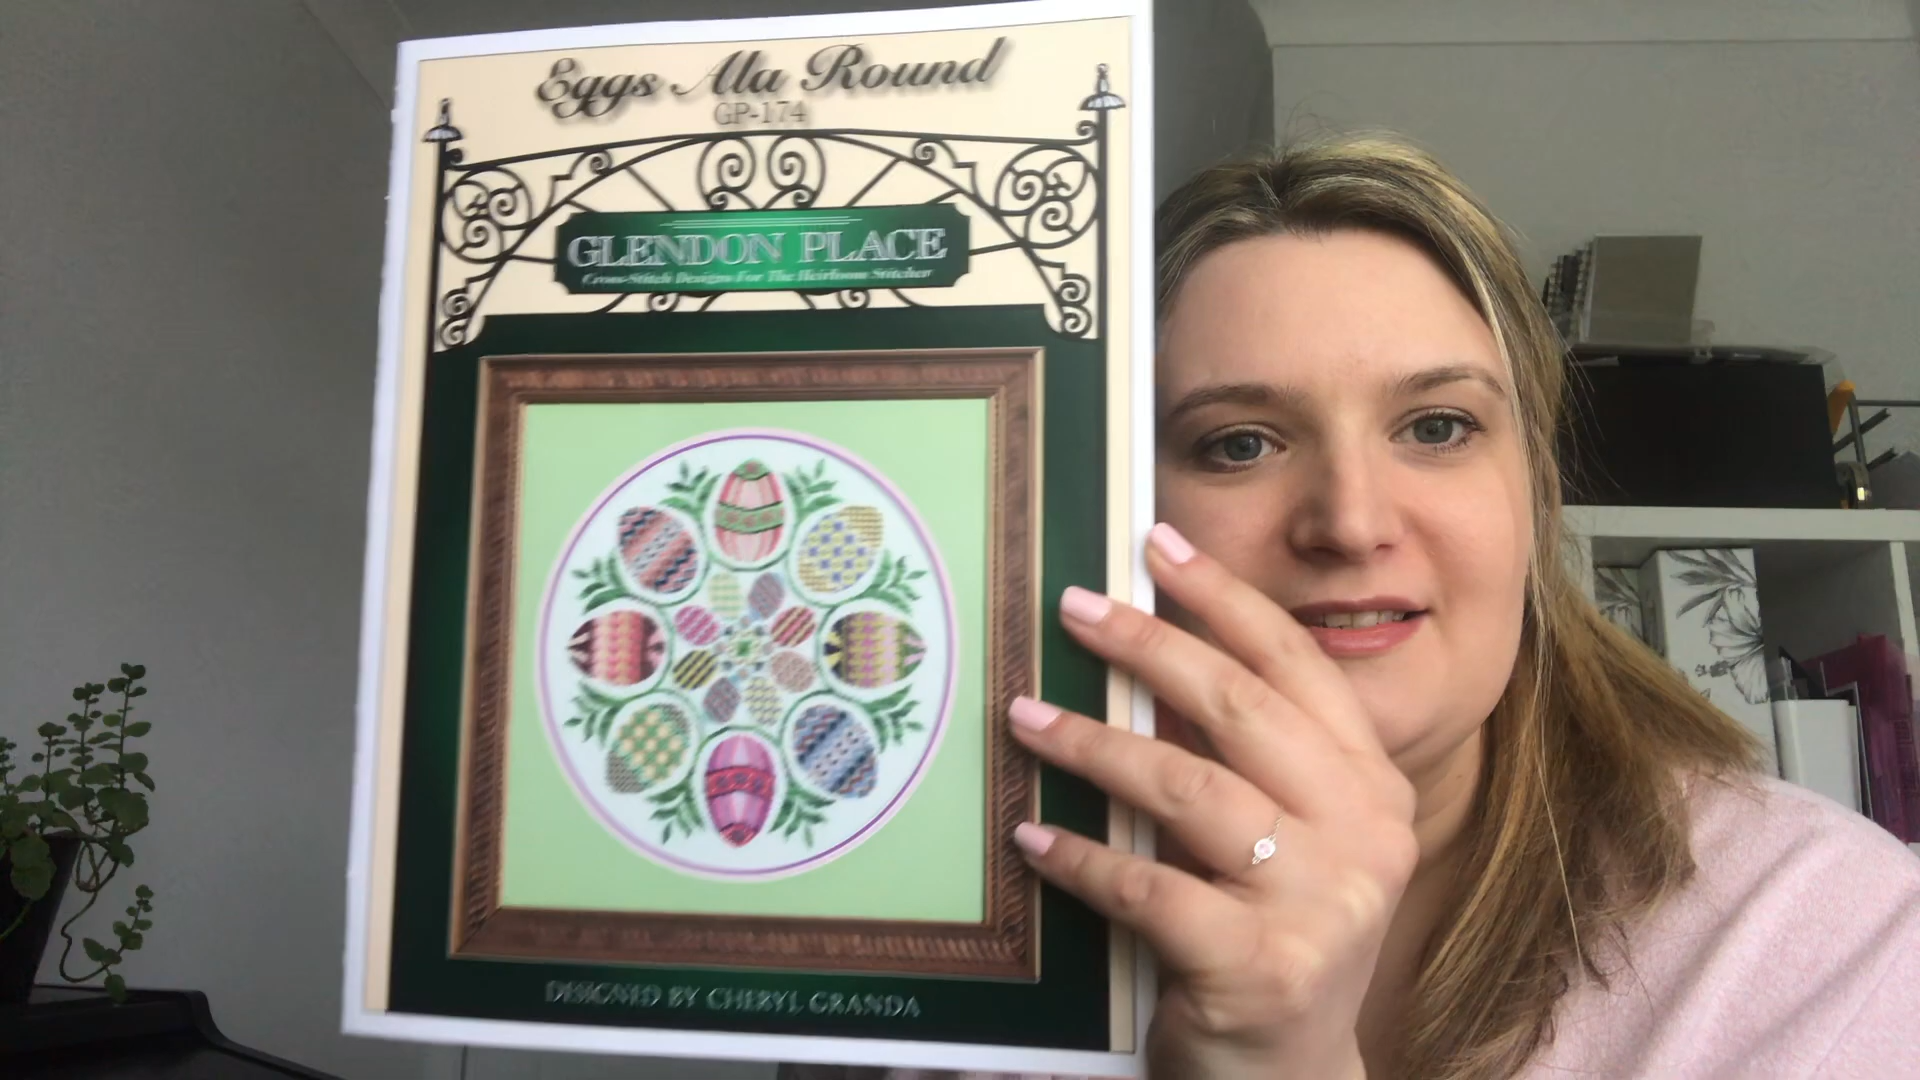 Eggs Ala Round
GP-174
GLENDON PLACE
Cross-Stitch Designs For The Heirloom Stitcher
DESIGNED BY CHERYL GRANDA